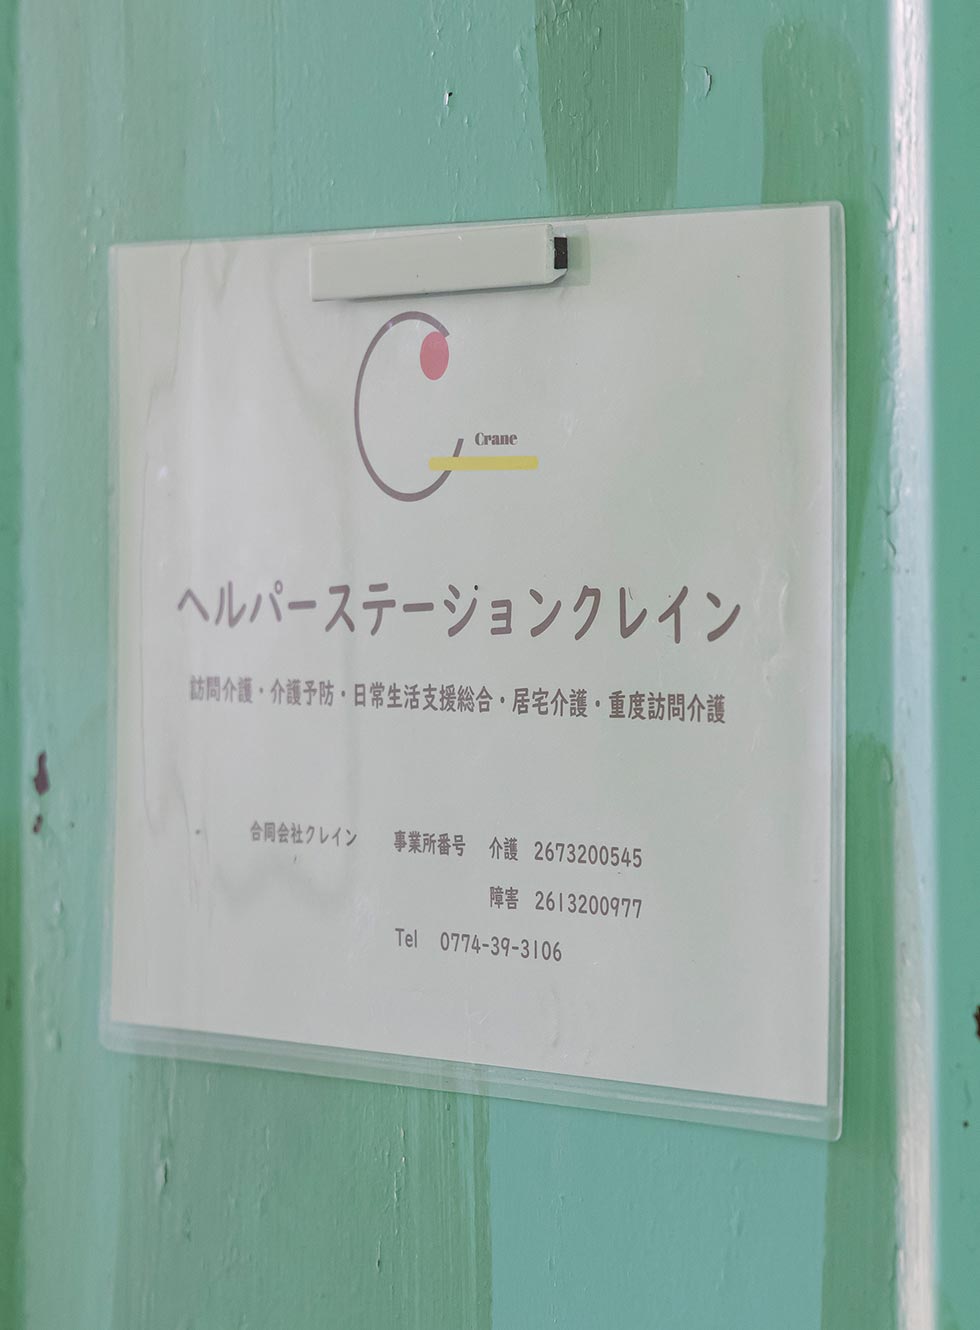 Crane
ヘルパーステーションクレイン
訪問介護・介護予防・日常生活支援総合・居宅介護・重度訪問介護
合同会社クレイン 事業所番号 介護 2673200545
障害 2613200977
Tel 0774-39-3106